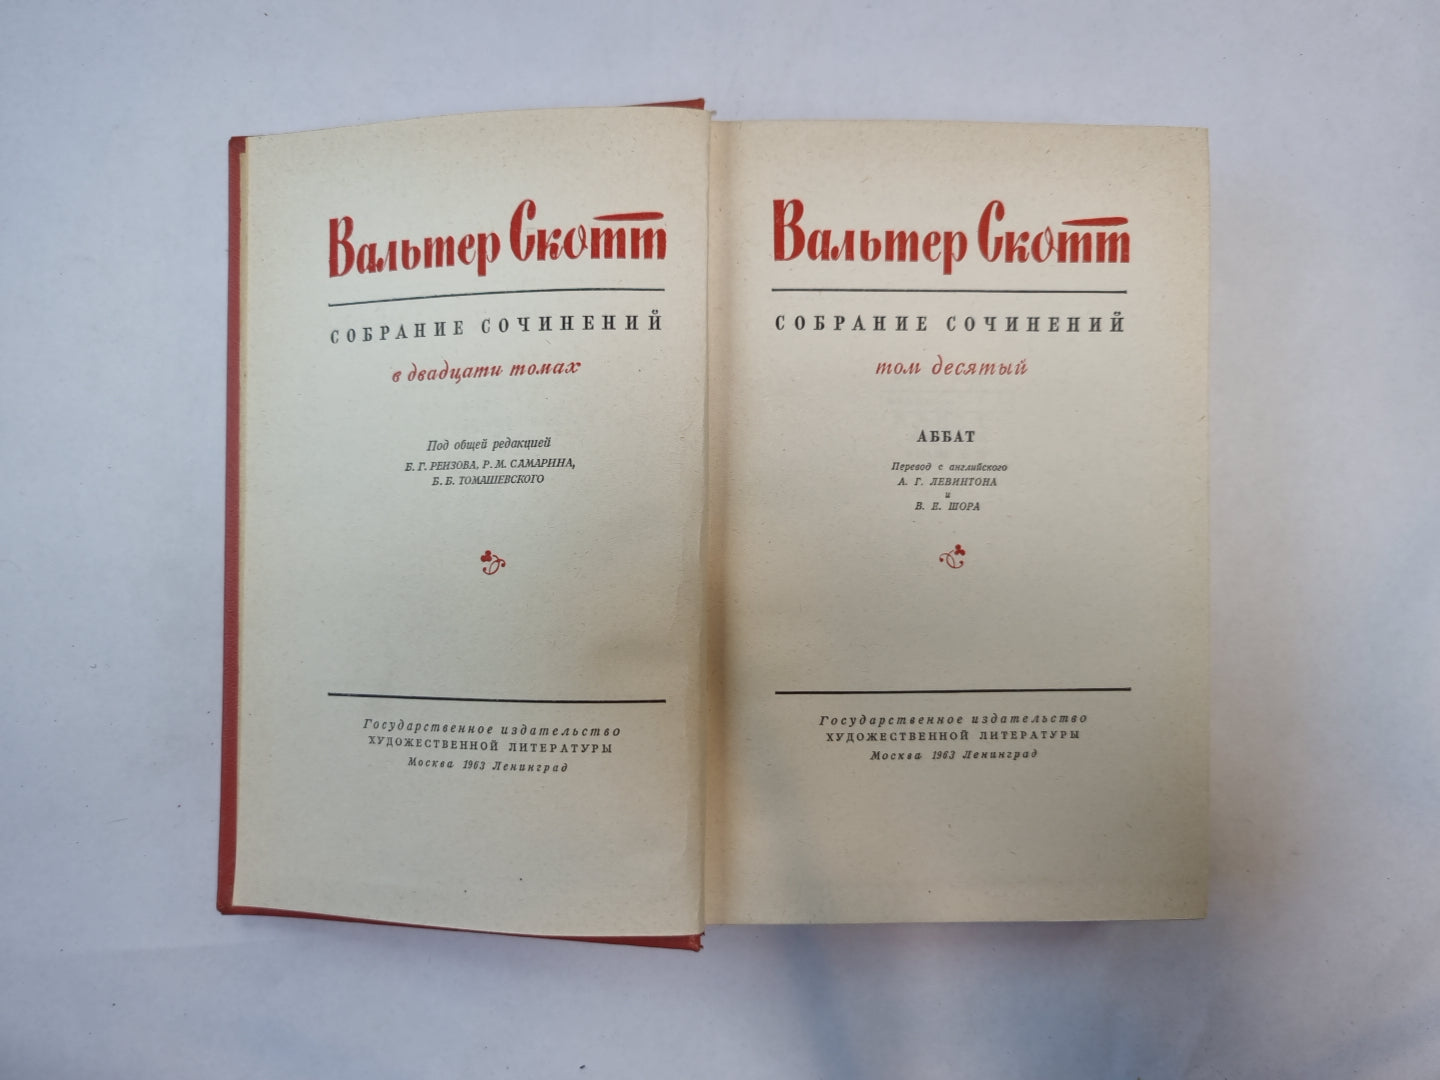 Вальтер Скотт
СОБРАНИЕ СОЧИНЕНИЙ
в двадцати томах
Под общей редакцией
Б. Г. РЕИЗОВА, Р. М. САМАРИНА,
Б. Б. ТОМАШЕВСКОГО
Государственное издательство
ХУДОЖЕСТВЕННОЙ ЛИТЕРАТУРЫ
Москва 1963 Ленинград
Вальтер Скотт
СОБРАНИЕ СОЧИНЕНИЙ
том десятый
АББАТ
Перевод с английского
А. Г. ЛЕВИНТОНА
и
В. Е. ШОРА
Государственное издательство
ХУДОЖЕСТВЕННОЙ ЛИТЕРАТУРЫ
Москва 1963 Ленинград